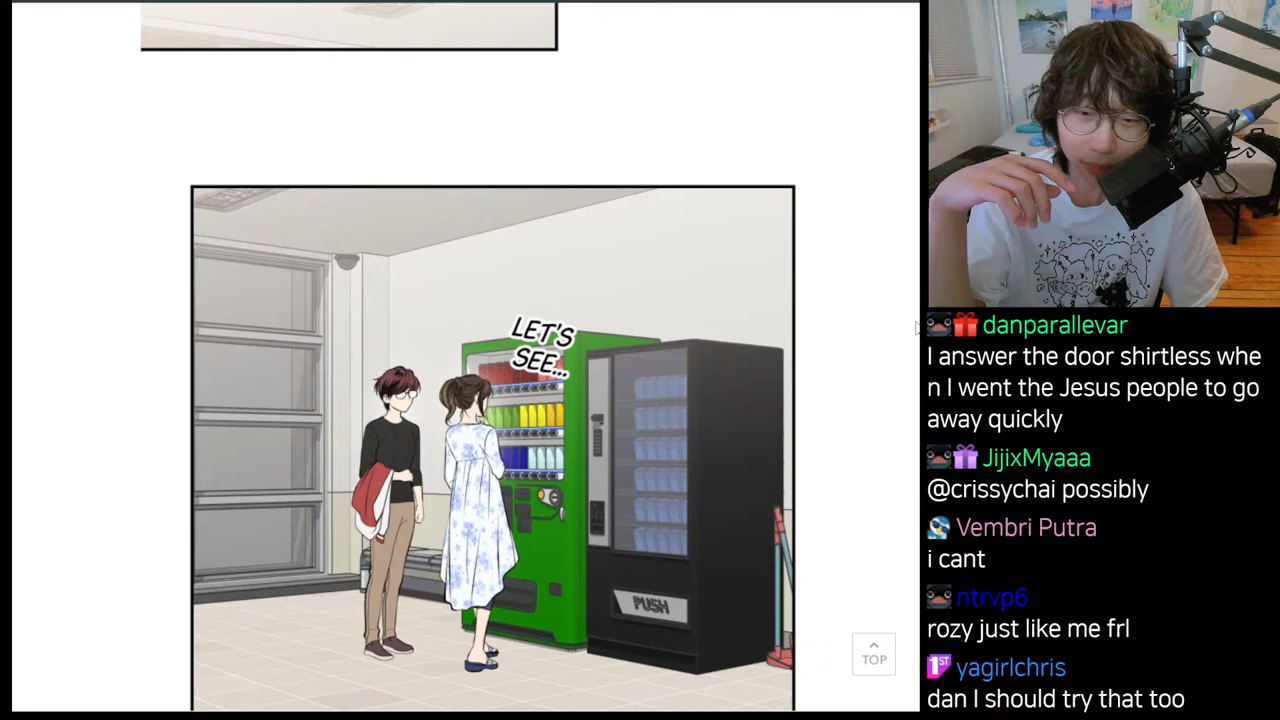 LET'S
SEE...
PUSH
TOP
danparallevar
I answer the door shirtless whe
n I went the Jesus people to go
away quickly
JijixMyaaa
@crissychai possibly
Vembri Putra
i cant
ntrvp6
rozy just like me frl
1ST yagirlchris
dan I should try that too